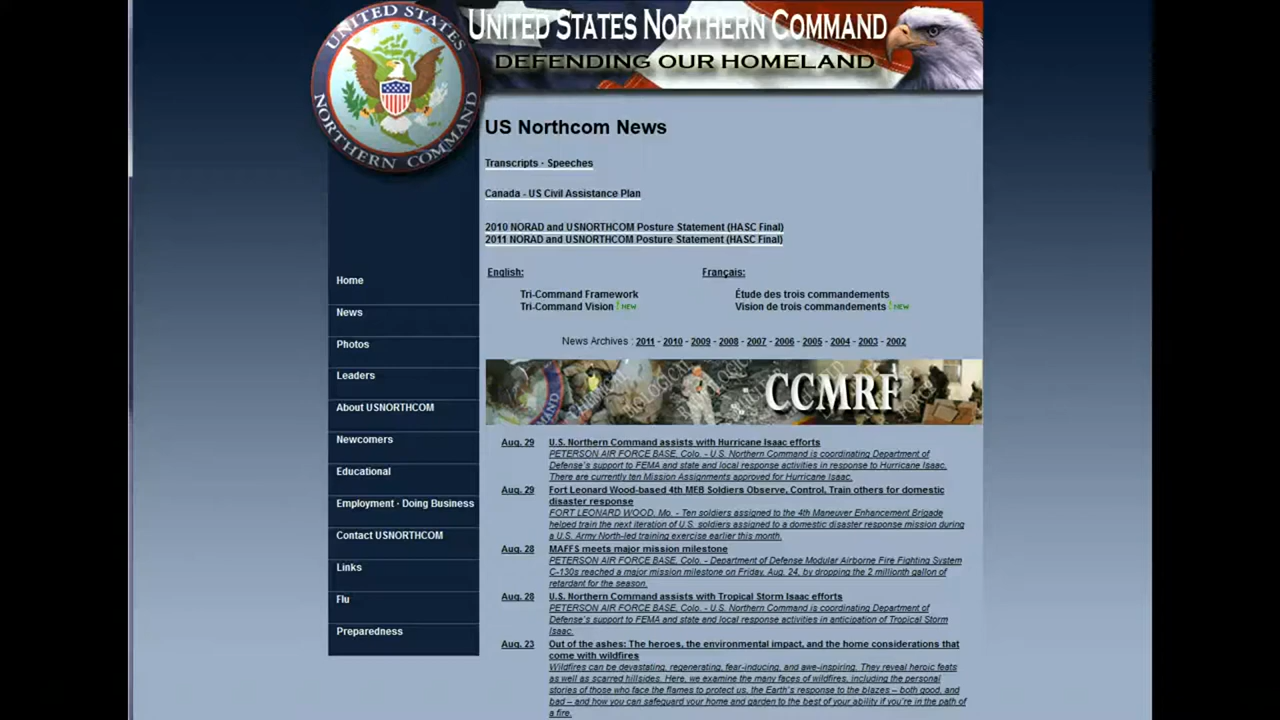 UNITED STATES NORTHERN COMMAND
DEFENDING OUR HOMELAND
UNITED STATES
NORTHERN COMMAND
US Northcom News
Transcripts - Speeches
Canada - US Civil Assistance Plan
2010 NORAD and USNORTHCOM Posture Statement (HASC Final)
2011 NORAD and USNORTHCOM Posture Statement (HASC Final)
English:
Tri-Command Framework
Tri-Command Vision NEW
Français:
Étude des trois commandements
Vision de trois commandements NEW
News Archives : 2011 - 2010 - 2009 - 2008 - 2007 - 2006 - 2005 - 2004 - 2003 - 2002
Home
News
Photos
Leaders
About USNORTHCOM
Newcomers
Educational
Employment - Doing Business
Contact USNORTHCOM
Links
Flu
Preparedness
CCMRF
Aug. 29 U.S. Northern Command assists with Hurricane Isaac efforts
PETERSON AIR FORCE BASE, Colo. - U.S. Northern Command is coordinating Department of
Defense's support to FEMA and state and local response activities in response to Hurricane Isaac.
There are currently ten Mission Assignments approved for Hurricane Isaac.
Aug. 29 Fort Leonard Wood-based 4th MEB Soldiers Observe, Control, Train others for domestic
disaster response
FORT LEONARD WOOD, Mo. - Ten soldiers assigned to the 4th Maneuver Enhancement Brigade
helped train the next iteration of U.S. soldiers assigned to a domestic disaster response mission during
a U.S. Army North-led training exercise earlier this month.
Aug. 28 MAFFS meets major mission milestone
PETERSON AIR FORCE BASE, Colo. - Department of Defense Modular Airborne Fire Fighting System
C-130s reached a major mission milestone on Friday, Aug. 24, by dropping the 2 millionth gallon of
retardant for the season.
Aug. 28 U.S. Northern Command assists with Tropical Storm Isaac efforts
PETERSON AIR FORCE BASE, Colo. - U.S. Northern Command is coordinating Department of
Defense's support to FEMA and state and local response activities in anticipation of Tropical Storm
Isaac.
Aug. 23 Out of the ashes: The heroes, the environmental impact, and the home considerations that
come with wildfires
Wildfires can be devastating, regenerating, fear-inducing, and awe-inspiring. They reveal heroic feats
as well as scarred hillsides. Here, we examine the many faces of wildfires, including the personal
stories of those who face the flames to protect us, the Earth's response to the blazes – both good, and
bad – and how you can safeguard your home and garden to the best of your ability if you're in the path of
a fire.